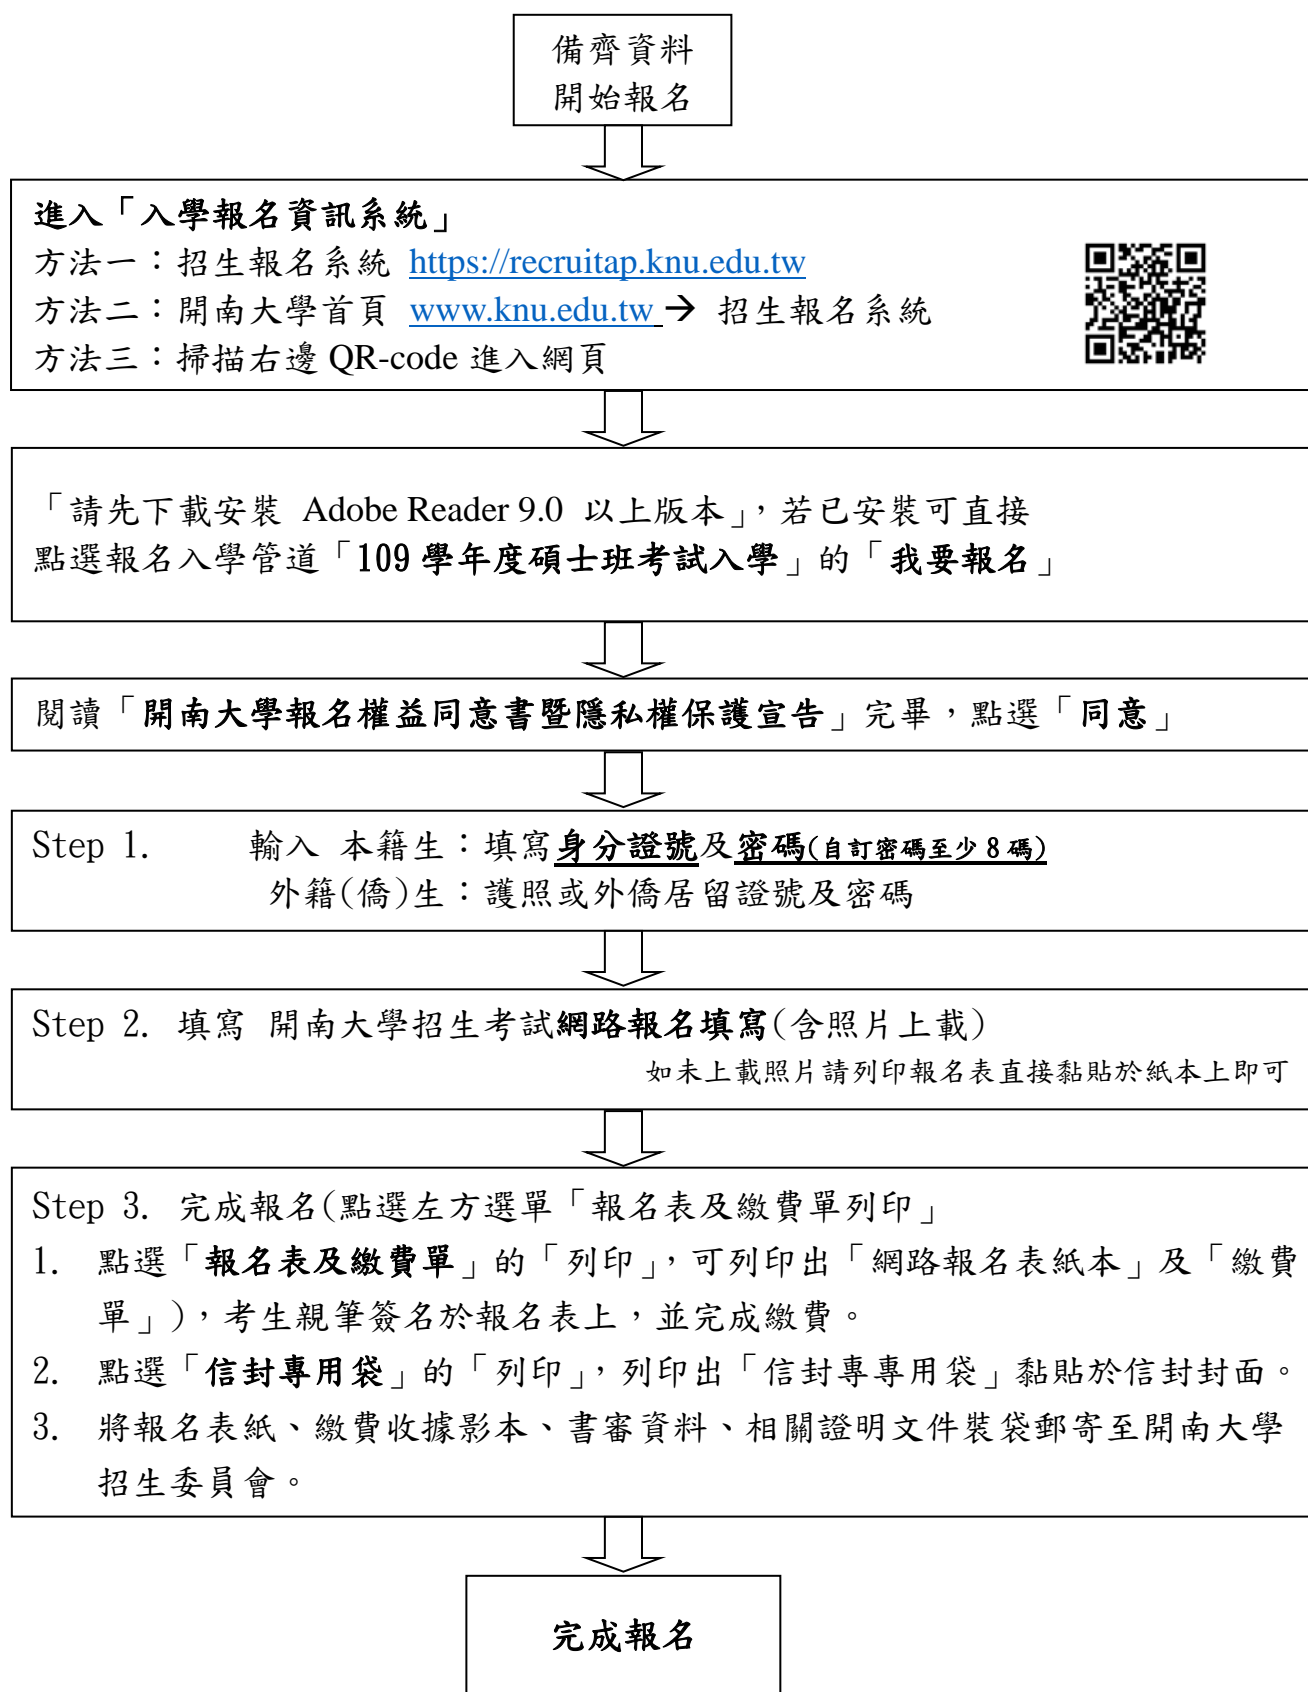 備齊資料
開始報名
進入「入學報名資訊系統」
方法一：招生報名系統 https://recruitap.knu.edu.tw
方法二：開南大學首頁 www.knu.edu.tw → 招生報名系統
方法三：掃描右邊 QR-code 進入網頁
「請先下載安裝 Adobe Reader 9.0 以上版本」，若已安裝可直接
點選報名入學管道「109 學年度碩士班考試入學」的「我要報名」
閱讀「開南大學報名權益同意書暨隱私權保護宣告」完畢，點選「同意」
Step 1. 輸入 本籍生：填寫身分證號及密碼(自訂密碼至少 8 碼)
外籍(僑)生：護照或外僑居留證號及密碼
Step 2. 填寫 開南大學招生考試網路報名填寫(含照片上載)
如未上載照片請列印報名表直接黏貼於紙本上即可
Step 3. 完成報名(點選左方選單「報名表及繳費單列印」
1. 點選「報名表及繳費單」的「列印」，可列印出「網路報名表紙本」及「繳費
單」)，考生親筆簽名於報名表上，並完成繳費。
2. 點選「信封專用袋」的「列印」，列印出「信封專專用袋」黏貼於信封封面。
3. 將報名表紙、繳費收據影本、書審資料、相關證明文件裝袋郵寄至開南大學
招生委員會。
完成報名